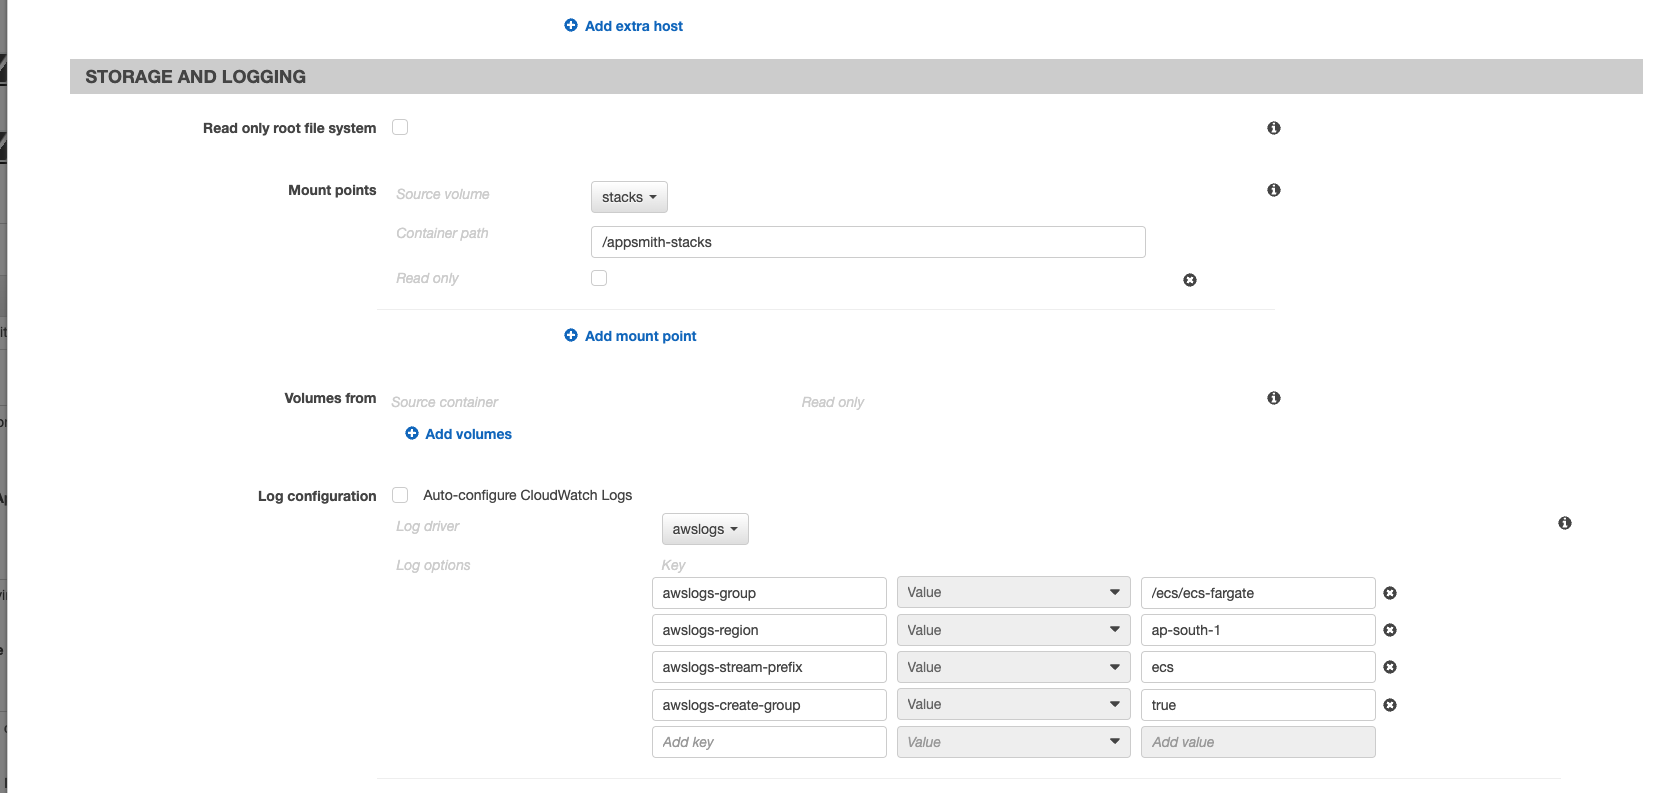 Add extra host
STORAGE AND LOGGING
Read only root file system
Mount points
Source volume
stacks
Container path
/appsmith-stacks
Read only
Add mount point
Volumes from
Source container
Read only
Add volumes
Log configuration
Auto-configure CloudWatch Logs
Log driver
awslogs
Log options
Key
awslogs-group Value /ecs/ecs-fargate
awslogs-region Value ap-south-1
awslogs-stream-prefix Value ecs
awslogs-create-group Value true
Add key Value Add value